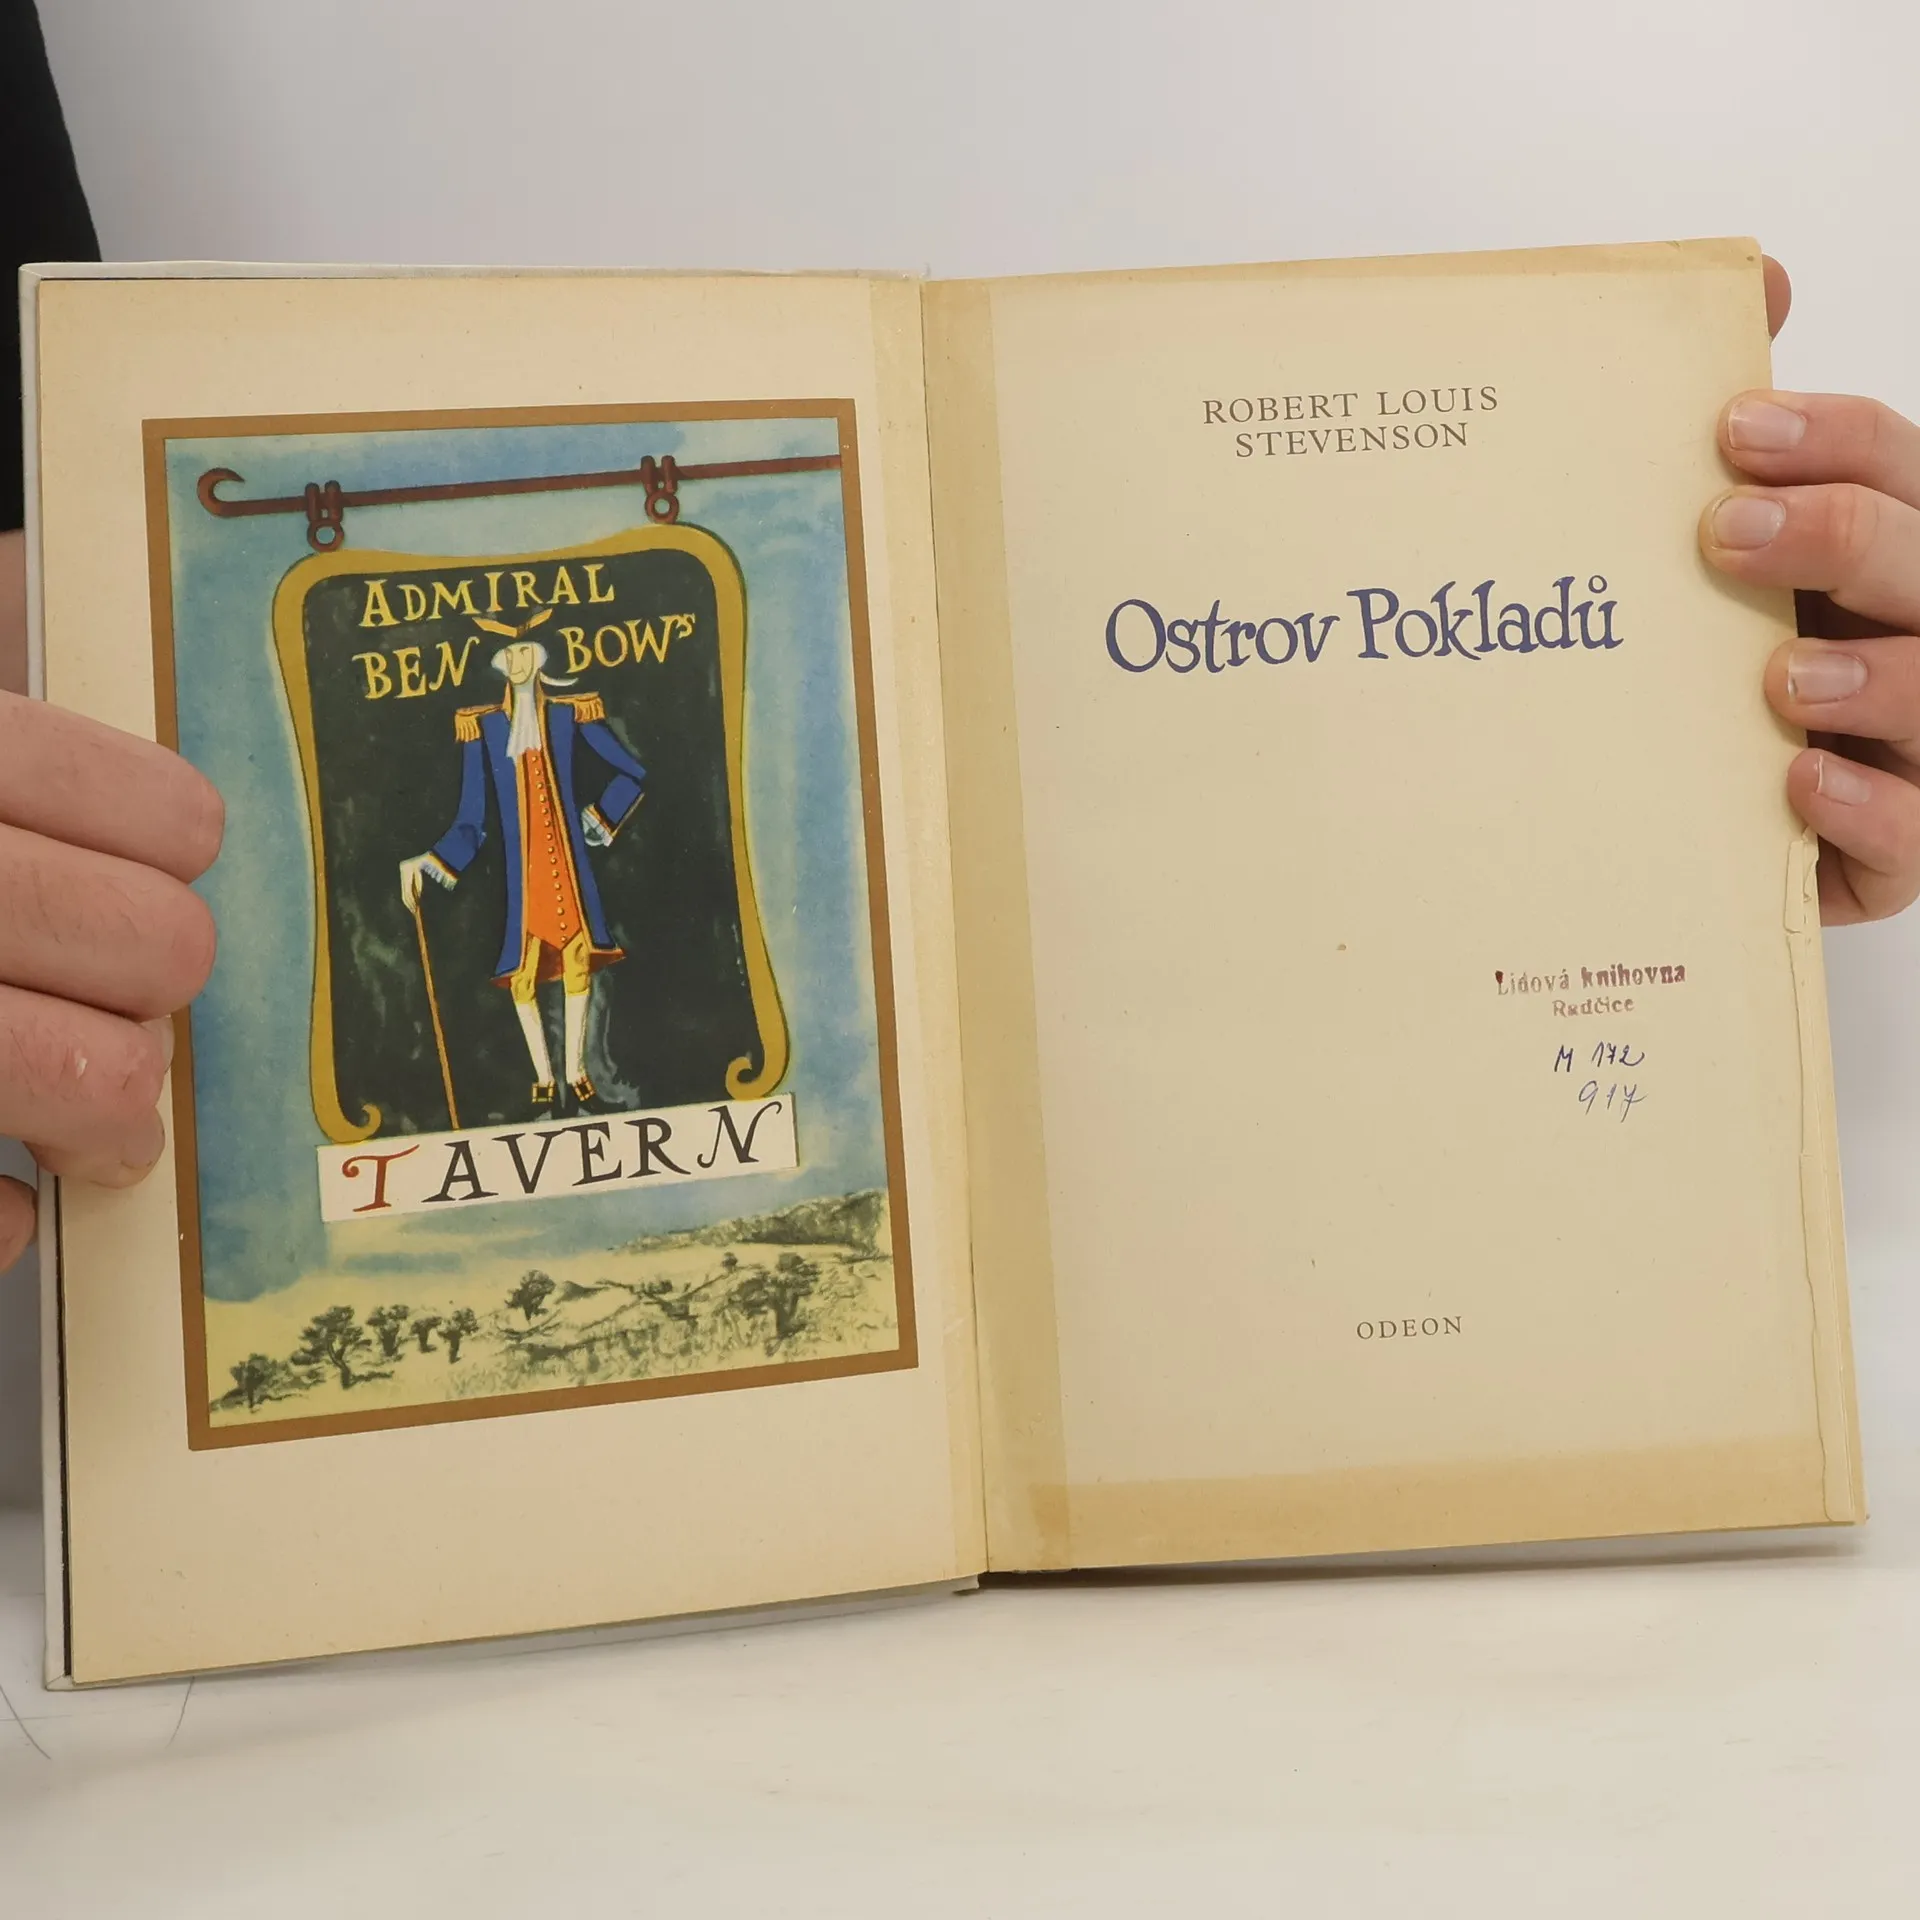 ADMIRAL
BEN BOW's
TAVERN
ROBERT LOUIS
STEVENSON
Ostrov Pokladů
Lidová knihovna
Radčice
M 172
917
ODEON